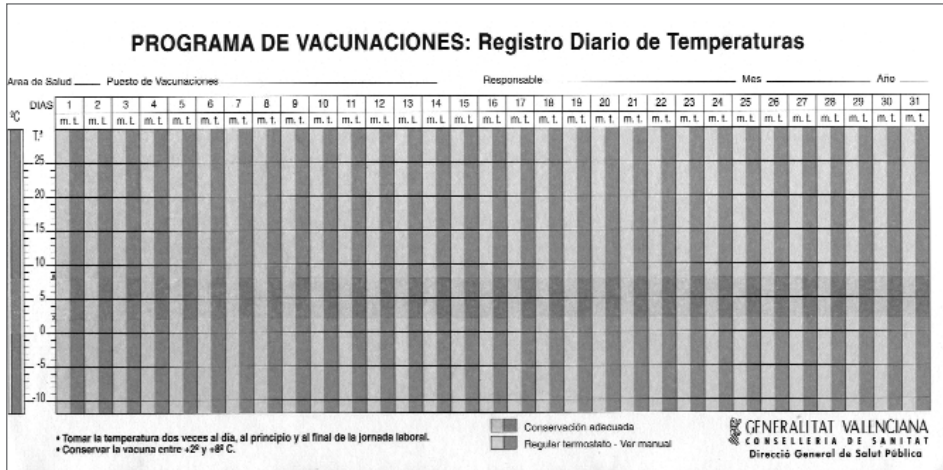 PROGRAMA DE VACUNACIONES: Registro Diario de Temperaturas
Area de Salud Puesto de Vacunaciones Responsable Mes Año
ºC DIAS 1 2 3 4 5 6 7 8 9 10 11 12 13 14 15 16 17 18 19 20 21 22 23 24 25 26 27 28 29 30 31
T.ª m. t. m. t. m. t. m. t. m. t. m. t. m. t. m. t. m. t. m. t. m. t. m. t. m. t. m. t. m. t. m. t. m. t. m. t. m. t. m. t. m. t. m. t. m. t. m. t. m. t. m. t. m. t. m. t. m. t. m. t. m. t.
25
20
15
10
5
0
-5
-10
• Tomar la temperatura dos veces al día, al principio y al final de la jornada laboral.
• Conservar la vacuna entre +2º y +8º C.
Conservación adecuada
Regular termostato - Ver manual
GENERALITAT VALENCIANA
CONSELLERIA DE SANITAT
Direcció General de Salut Pública